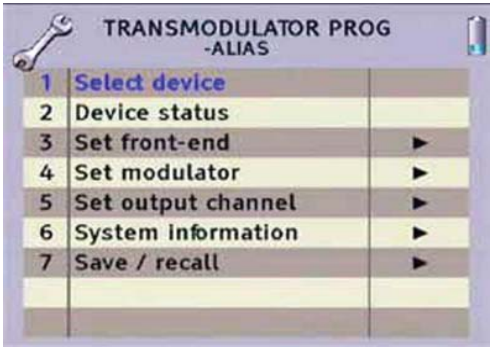 TRANSMODULATOR PROG
-ALIAS
1 Select device
2 Device status
3 Set front-end ►
4 Set modulator ►
5 Set output channel ►
6 System information ►
7 Save / recall ►